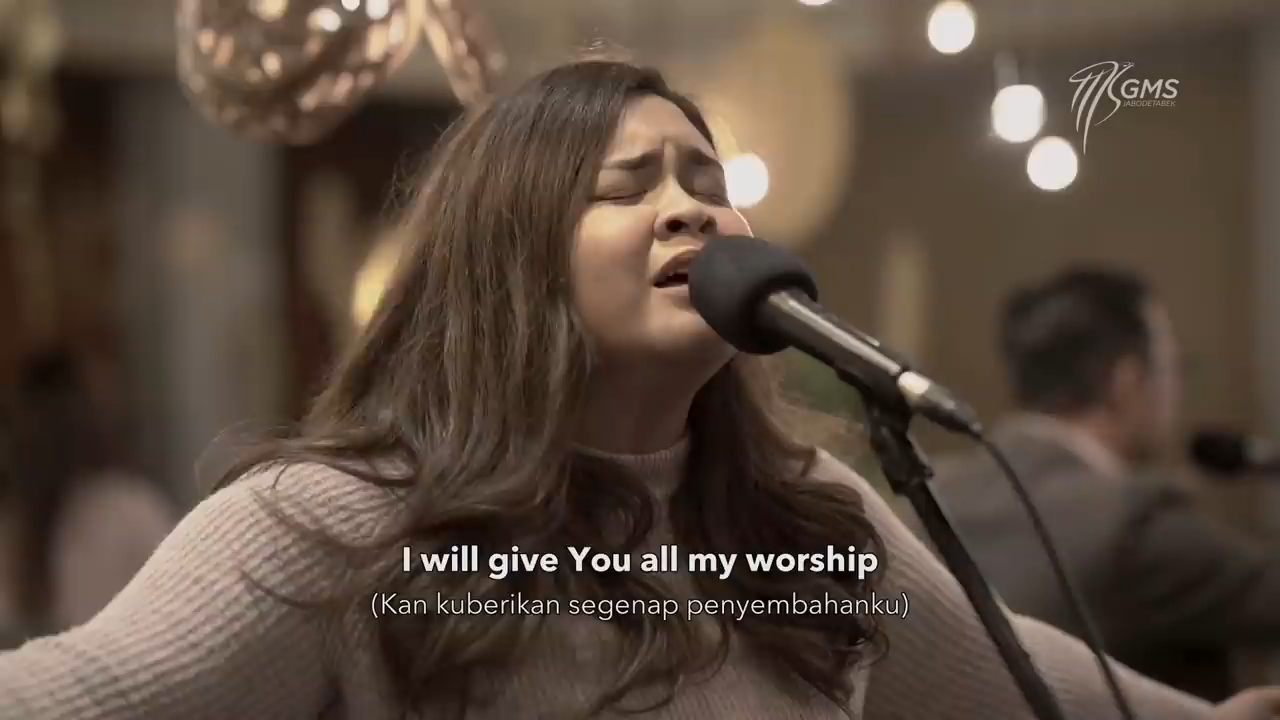 GMS
JABODETABEK
I will give You all my worship
(Kan kuberikan segenap penyembahanku)